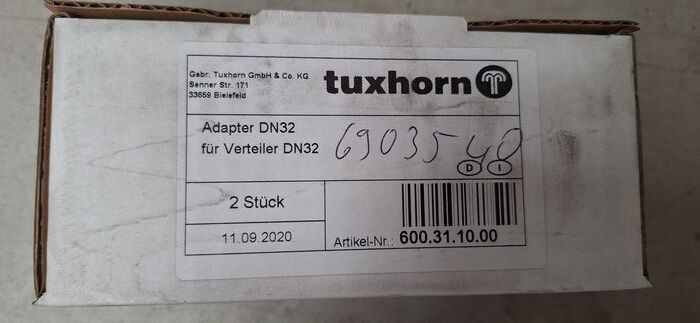 Gebr. Tuxhorn GmbH & Co. KG
Senner Str. 171
33659 Bielefeld
tuxhorn
Adapter DN32
für Verteiler DN32
6903540
D I
2 Stück
11.09.2020
Artikel-Nr.: 600.31.10.00